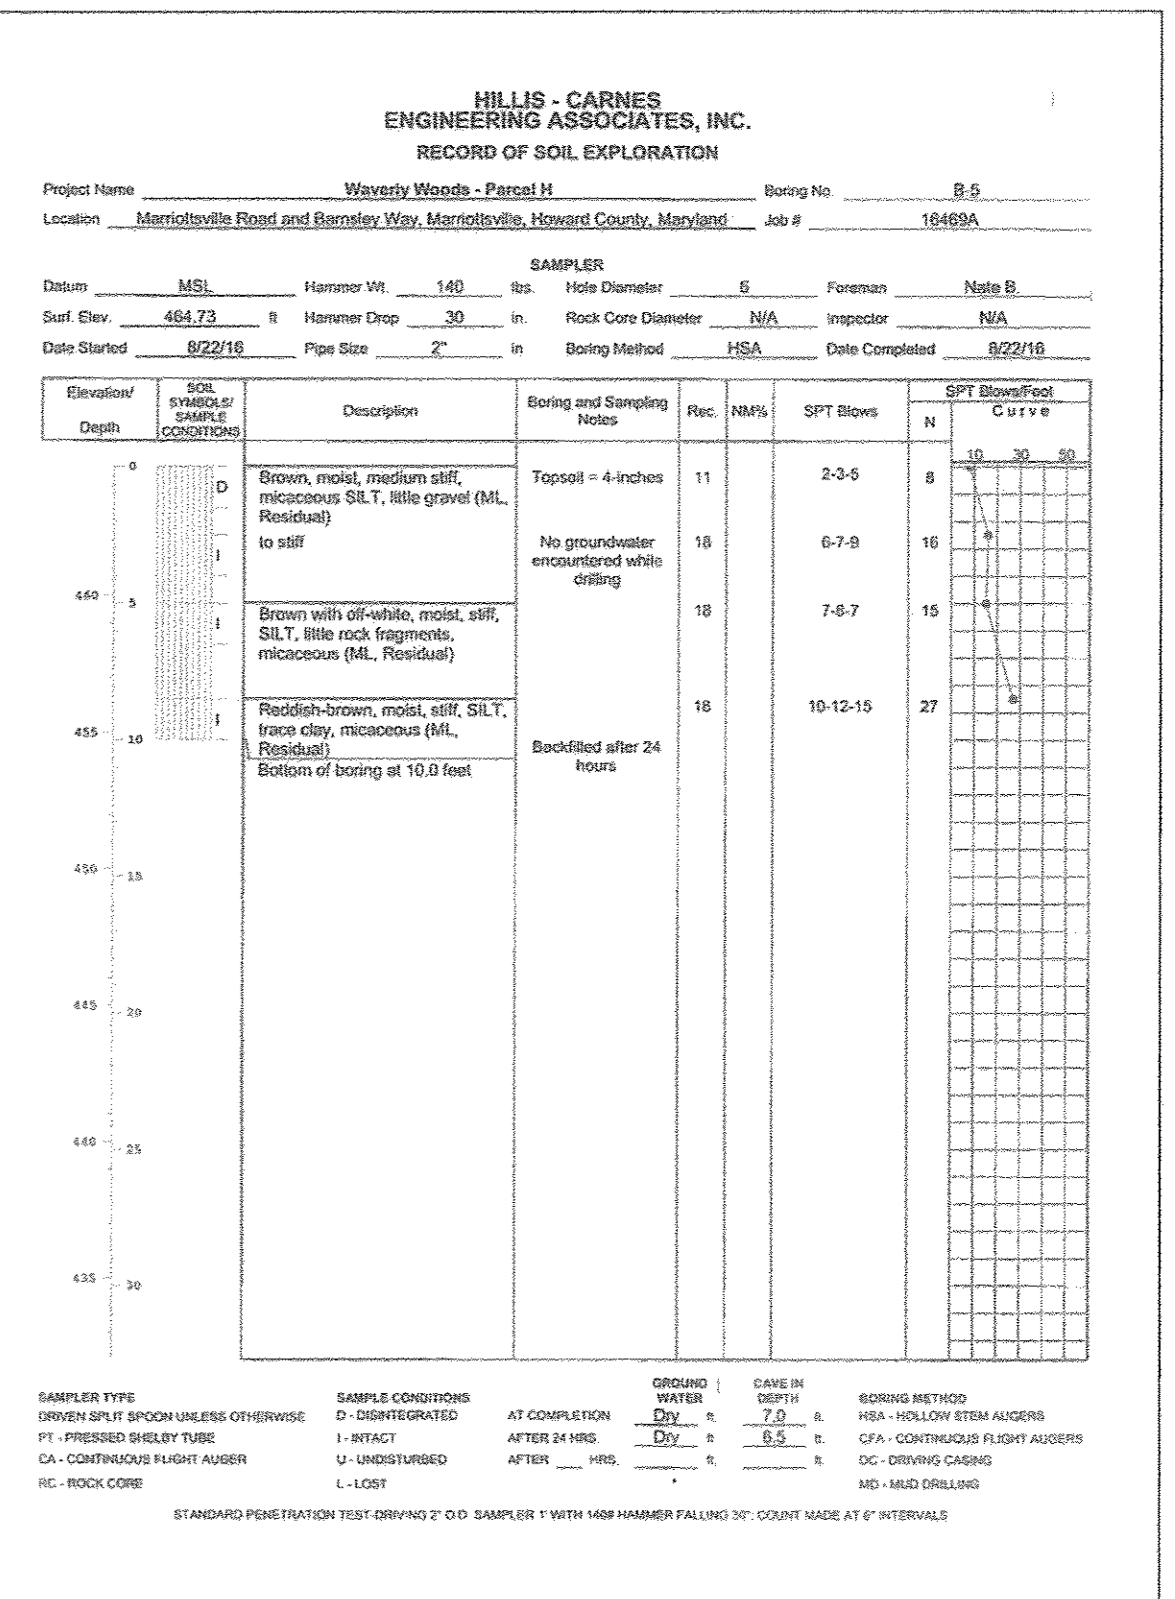 HILLIS - CARNES
ENGINEERING ASSOCIATES, INC.
RECORD OF SOIL EXPLORATION
Project Name Waverly Woods - Parcel H Boring No. B-5
Location Marriottsville Road and Barnsley Way, Marriottsville, Howard County, Maryland Job # 16469A
SAMPLER
Datum MSL Hammer Wt. 140 lbs. Hole Diameter 6 Foreman Nate B.
Surf. Elev. 464.73 ft Hammer Drop 30 in. Rock Core Diameter N/A Inspector N/A
Date Started 8/22/16 Pipe Size 2" in Boring Method HSA Date Completed 8/22/16
Elevation/
Depth
SOIL
SYMBOLS/
SAMPLE
CONDITIONS
Description
Boring and Sampling
Notes
Rec. NM% SPT Blows
SPT Blows/Foot
N
Curve
10 30 50
0
D
Brown, moist, medium stiff,
micaceous SILT, little gravel (ML,
Residual)
Topsoil = 4-inches
11 2-3-5 8
I
to stiff
No groundwater
encountered while
drilling
18 6-7-9 16
460
5
I
Brown with off-white, moist, stiff,
SILT, little rock fragments,
micaceous (ML, Residual)
18 7-8-7 15
I
Reddish-brown, moist, stiff, SILT,
trace clay, micaceous (ML,
Residual)
18 10-12-15 27
455
10
Backfilled after 24
hours
Bottom of boring at 10.0 feet
450
15
445
20
440
25
435
30
SAMPLER TYPE
DRIVEN SPLIT SPOON UNLESS OTHERWISE
PT - PRESSED SHELBY TUBE
CA - CONTINUOUS FLIGHT AUGER
RC - ROCK CORE
SAMPLE CONDITIONS
D - DISINTEGRATED
I - INTACT
U - UNDISTURBED
L - LOST
GROUND
WATER
CAVE IN
DEPTH
AT COMPLETION Dry ft. 7.0 ft.
AFTER 24 HRS. Dry ft. 6.5 ft.
AFTER ___ HRS. ft. ft.
BORING METHOD
HSA - HOLLOW STEM AUGERS
CFA - CONTINUOUS FLIGHT AUGERS
DC - DRIVING CASING
MD - MUD DRILLING
STANDARD PENETRATION TEST-DRIVING 2" OD SAMPLER 1' WITH 140# HAMMER FALLING 30": COUNT MADE AT 6" INTERVALS